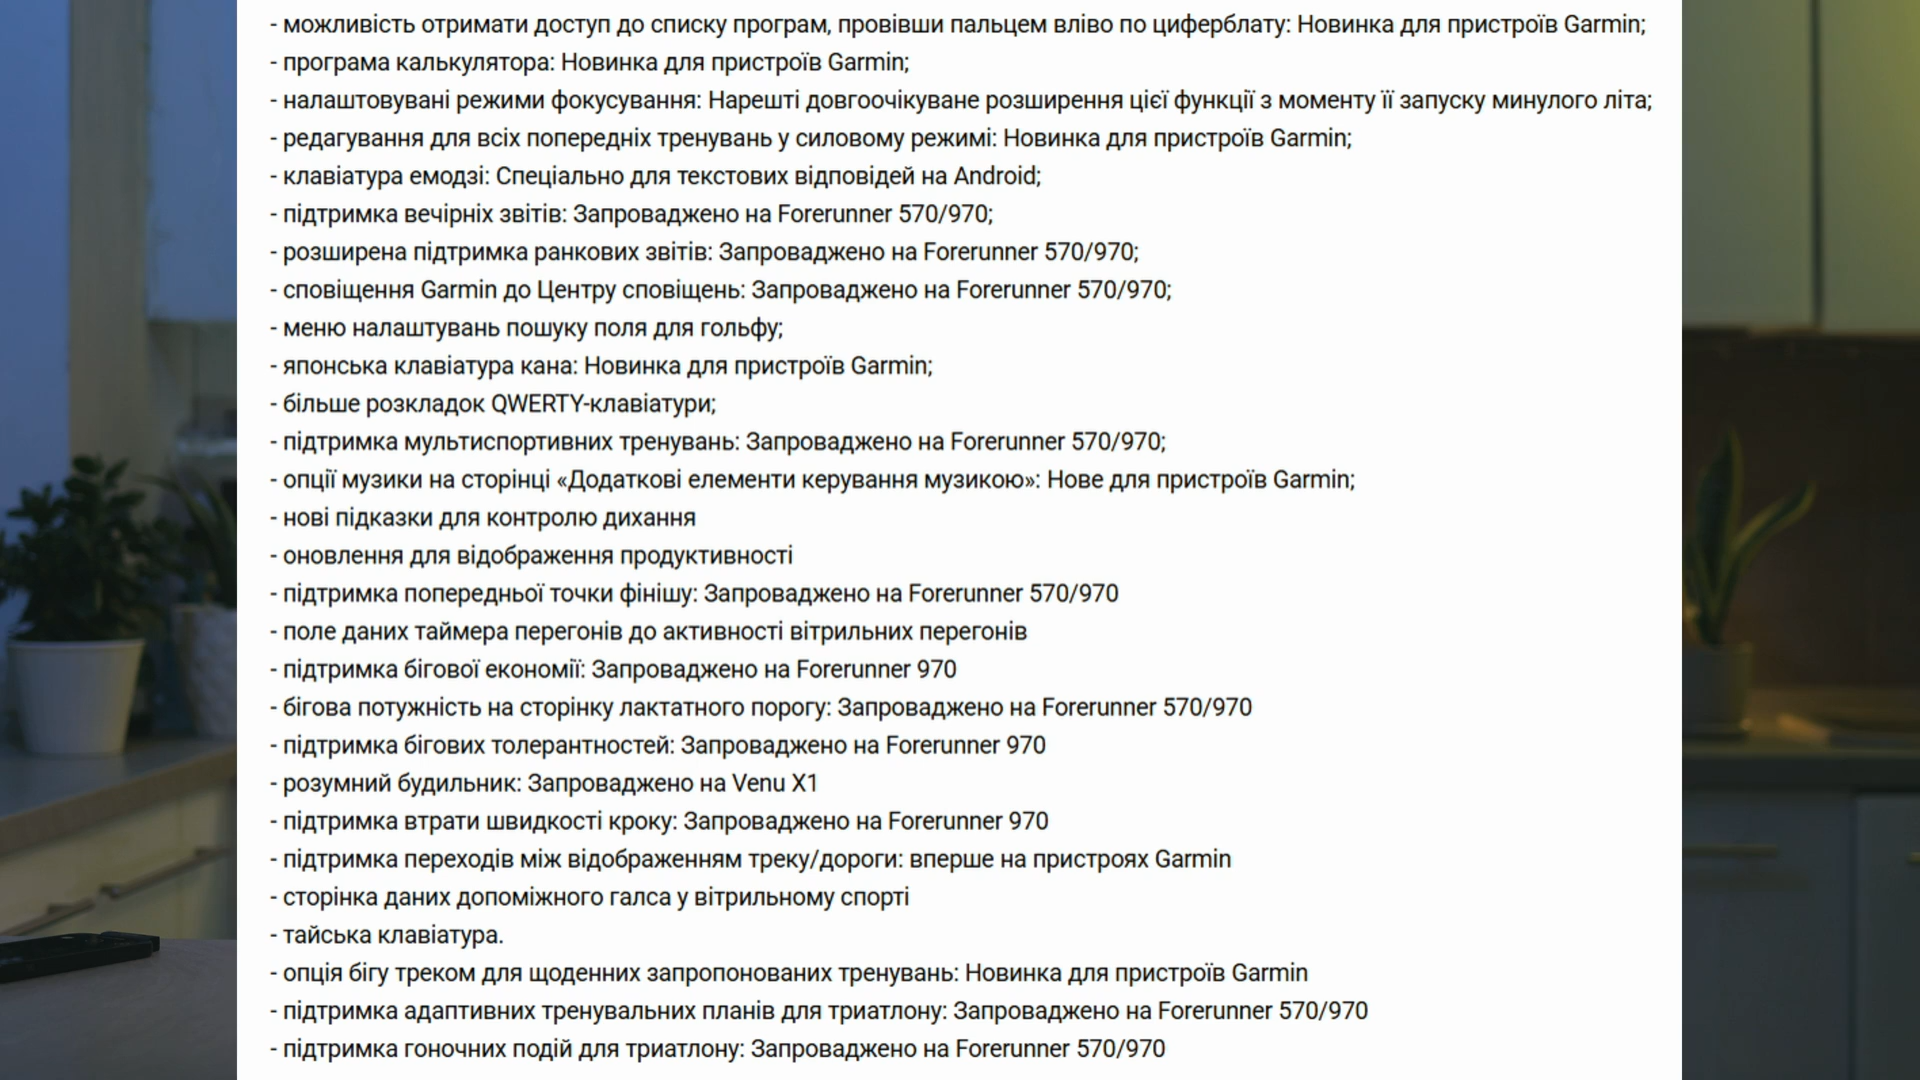 - можливість отримати доступ до списку програм, провівши пальцем вліво по циферблату: Новинка для пристроїв Garmin;
- програма калькулятора: Новинка для пристроїв Garmin;
- налаштовувані режими фокусування: Нарешті довгоочікуване розширення цієї функції з моменту її запуску минулого літа;
- редагування для всіх попередніх тренувань у силовому режимі: Новинка для пристроїв Garmin;
- клавіатура емодзі: Спеціально для текстових відповідей на Android;
- підтримка вечірніх звітів: Запроваджено на Forerunner 570/970;
- розширена підтримка ранкових звітів: Запроваджено на Forerunner 570/970;
- сповіщення Garmin до Центру сповіщень: Запроваджено на Forerunner 570/970;
- меню налаштувань пошуку поля для гольфу;
- японська клавіатура кана: Новинка для пристроїв Garmin;
- більше розкладок QWERTY-клавіатури;
- підтримка мультиспортивних тренувань: Запроваджено на Forerunner 570/970;
- опції музики на сторінці «Додаткові елементи керування музикою»: Нове для пристроїв Garmin;
- нові підказки для контролю дихання
- оновлення для відображення продуктивності
- підтримка попередньої точки фінішу: Запроваджено на Forerunner 570/970
- поле даних таймера перегонів до активності вітрильних перегонів
- підтримка бігової економії: Запроваджено на Forerunner 970
- бігова потужність на сторінку лактатного порогу: Запроваджено на Forerunner 570/970
- підтримка бігових толерантностей: Запроваджено на Forerunner 970
- розумний будильник: Запроваджено на Venu X1
- підтримка втрати швидкості кроку: Запроваджено на Forerunner 970
- підтримка переходів між відображенням треку/дороги: вперше на пристроях Garmin
- сторінка даних допоміжного галса у вітрильному спорті
- тайська клавіатура.
- опція бігу треком для щоденних запропонованих тренувань: Новинка для пристроїв Garmin
- підтримка адаптивних тренувальних планів для триатлону: Запроваджено на Forerunner 570/970
- підтримка гоночних подій для триатлону: Запроваджено на Forerunner 570/970